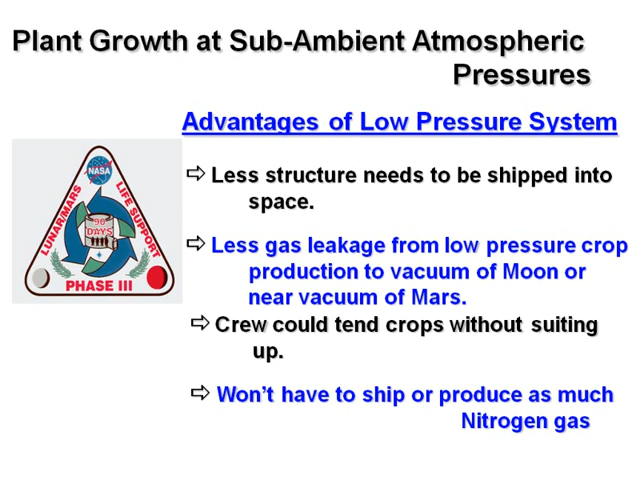 Plant Growth at Sub-Ambient Atmospheric
Pressures
Advantages of Low Pressure System
NASA
LUNAR/MARS
LIFE SUPPORT
90
DAYS
PHASE III
Less structure needs to be shipped into
space.
Less gas leakage from low pressure crop
production to vacuum of Moon or
near vacuum of Mars.
Crew could tend crops without suiting
up.
Won't have to ship or produce as much
Nitrogen gas